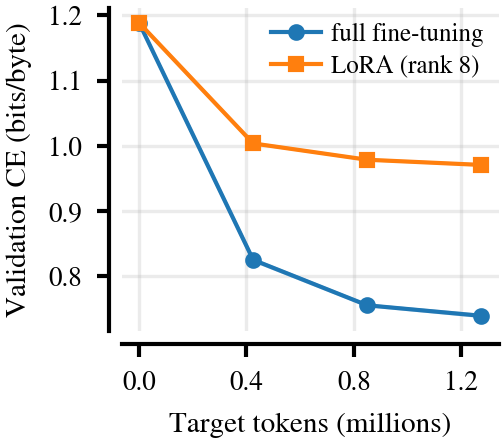 full fine-tuning
LoRA (rank 8)
Validation CE (bits/byte)
1.2
1.1
1.0
0.9
0.8
0.0 0.4 0.8 1.2
Target tokens (millions)